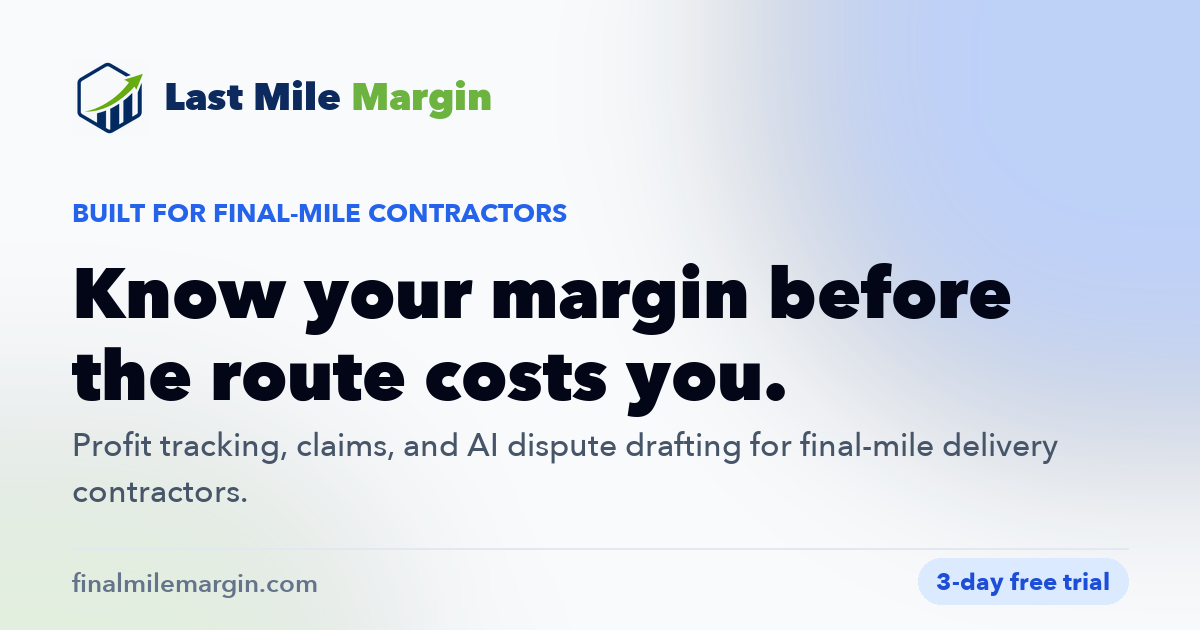 Last Mile Margin
BUILT FOR FINAL-MILE CONTRACTORS
Know your margin before
the route costs you.
Profit tracking, claims, and AI dispute drafting for final-mile delivery
contractors.
finalmilemargin.com
3-day free trial